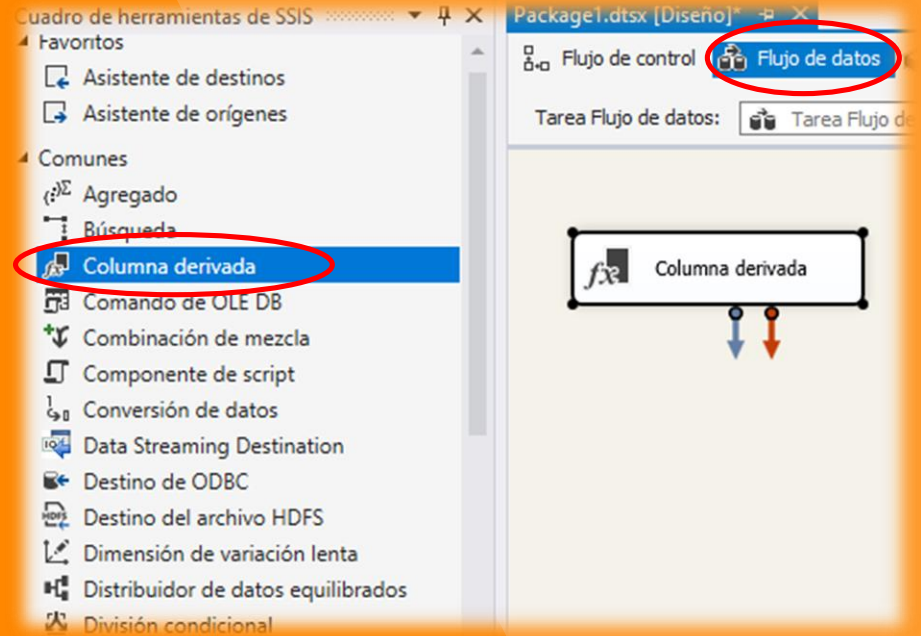 Cuadro de herramientas de SSIS
Favoritos
Asistente de destinos
Asistente de orígenes
Comunes
Agregado
Búsqueda
Columna derivada
Comando de OLE DB
Combinación de mezcla
Componente de script
Conversión de datos
Data Streaming Destination
Destino de ODBC
Destino del archivo HDFS
Dimensión de variación lenta
Distribuidor de datos equilibrados
División condicional
Package1.dtsx [Diseño]*
Flujo de control
Flujo de datos
Tarea Flujo de datos:
Tarea Flujo de
fx
Columna derivada